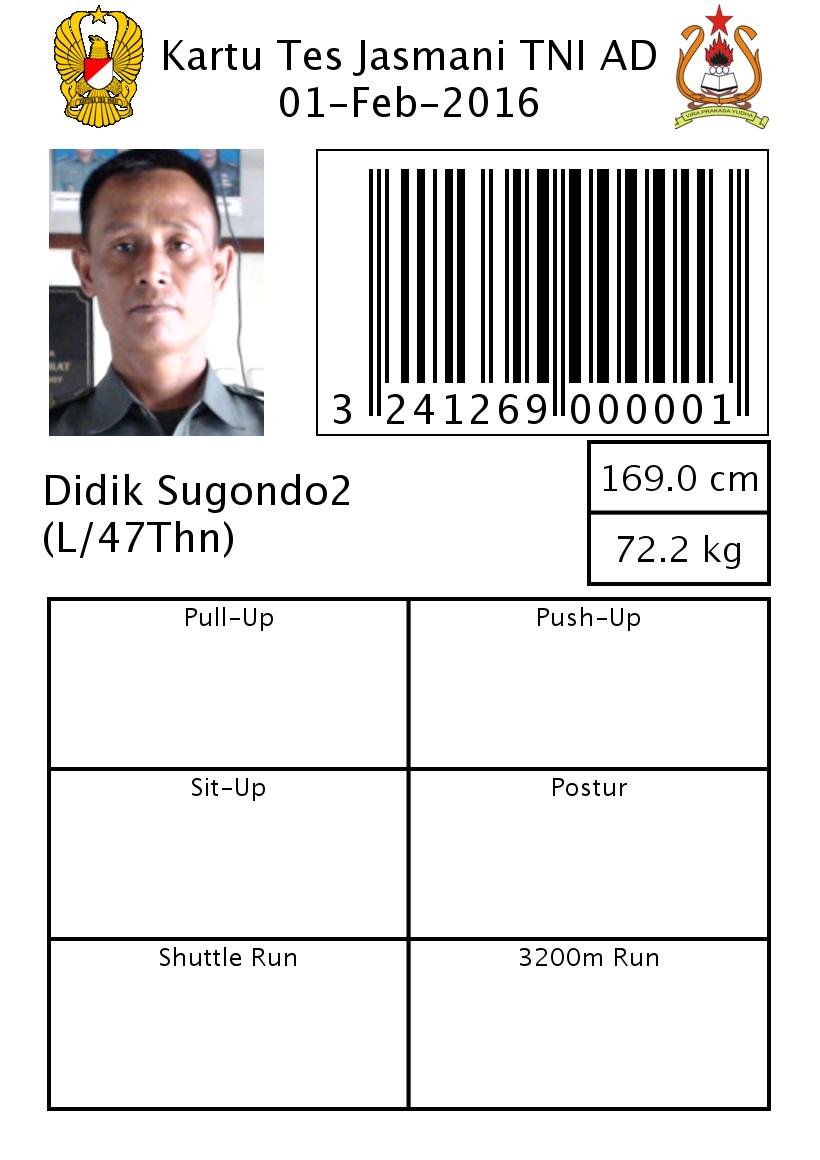 Kartu Tes Jasmani TNI AD
01-Feb-2016
VIRA PRAKASA YUDHA
3 241269 000001
Didik Sugondo2
(L/47Thn)
169.0 cm
72.2 kg
Pull-Up
Push-Up
Sit-Up
Postur
Shuttle Run
3200m Run